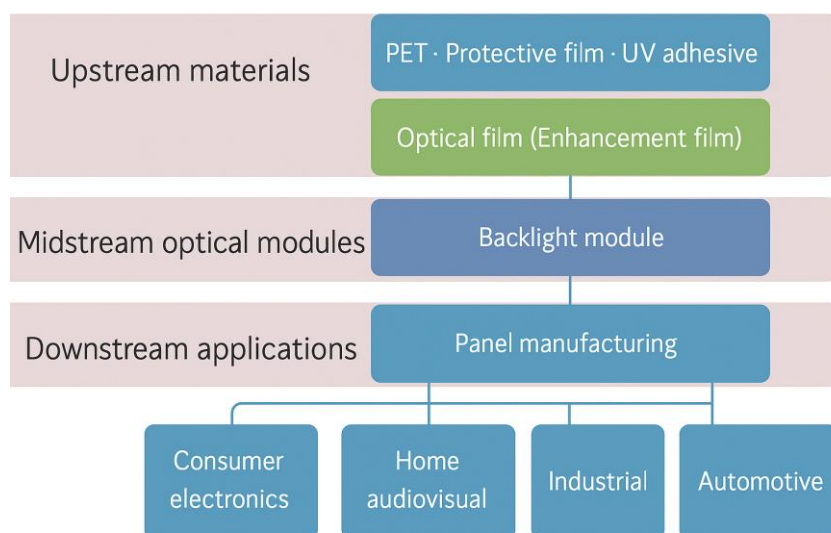 Upstream materials
PET · Protective film · UV adhesive
Optical film (Enhancement film)
Midstream optical modules
Backlight module
Downstream applications
Panel manufacturing
Consumer
electronics
Home
audiovisual
Industrial
Automotive